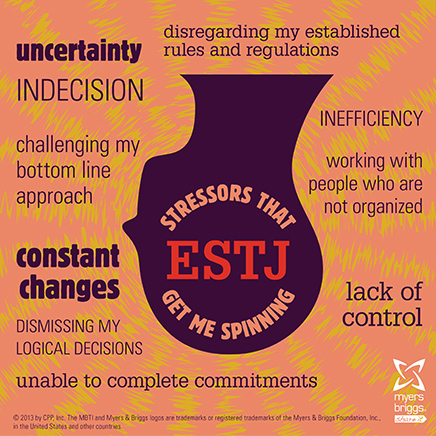 uncertainty
disregarding my established
rules and regulations
INDECISION
INEFFICIENCY
challenging my
bottom line
approach
working with
people who are
not organized
STRESSORS THAT
ESTJ
GET ME SPINNING
constant
changes
lack of
control
DISMISSING MY
LOGICAL DECISIONS
unable to complete commitments
myers
briggs
share it
© 2013 by CPP, Inc. The MBTI and Myers & Briggs logos are trademarks or registered trademarks of the Myers & Briggs Foundation, Inc.,
in the United States and other countries